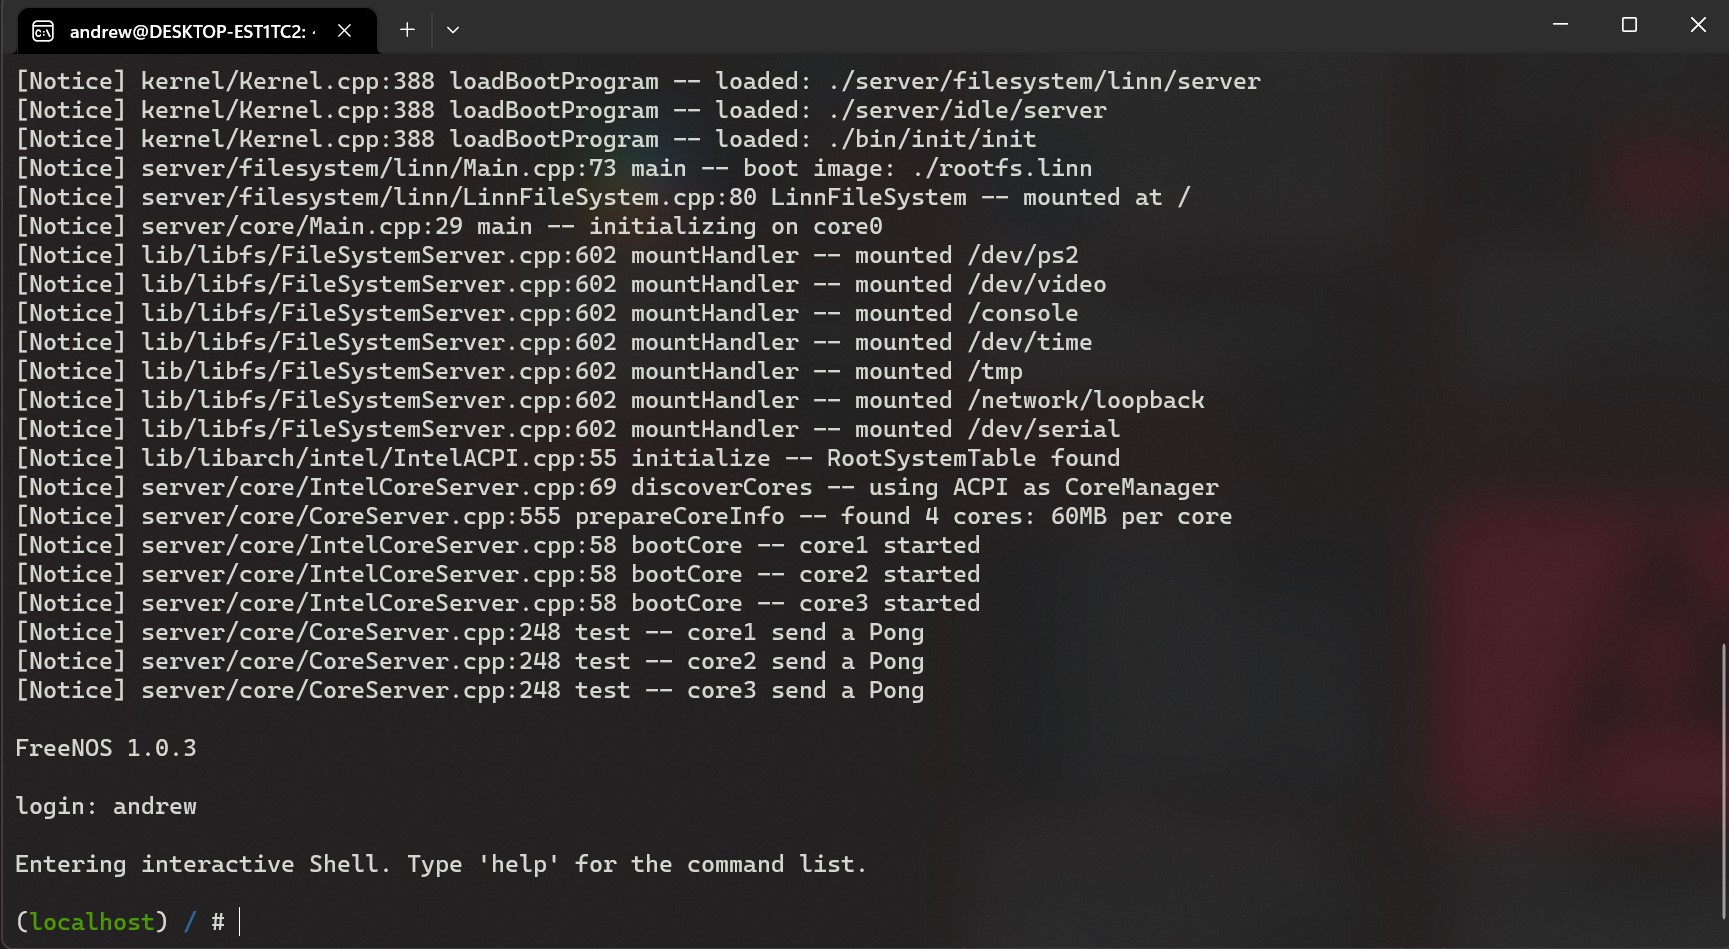 andrew@DESKTOP-EST1TC2:
[Notice] kernel/Kernel.cpp:388 loadBootProgram -- loaded: ./server/filesystem/linn/server
[Notice] kernel/Kernel.cpp:388 loadBootProgram -- loaded: ./server/idle/server
[Notice] kernel/Kernel.cpp:388 loadBootProgram -- loaded: ./bin/init/init
[Notice] server/filesystem/linn/Main.cpp:73 main -- boot image: ./rootfs.linn
[Notice] server/filesystem/linn/LinnFileSystem.cpp:80 LinnFileSystem -- mounted at /
[Notice] server/core/Main.cpp:29 main -- initializing on core0
[Notice] lib/libfs/FileSystemServer.cpp:602 mountHandler -- mounted /dev/ps2
[Notice] lib/libfs/FileSystemServer.cpp:602 mountHandler -- mounted /dev/video
[Notice] lib/libfs/FileSystemServer.cpp:602 mountHandler -- mounted /console
[Notice] lib/libfs/FileSystemServer.cpp:602 mountHandler -- mounted /dev/time
[Notice] lib/libfs/FileSystemServer.cpp:602 mountHandler -- mounted /tmp
[Notice] lib/libfs/FileSystemServer.cpp:602 mountHandler -- mounted /network/loopback
[Notice] lib/libfs/FileSystemServer.cpp:602 mountHandler -- mounted /dev/serial
[Notice] lib/libarch/intel/IntelACPI.cpp:55 initialize -- RootSystemTable found
[Notice] server/core/IntelCoreServer.cpp:69 discoverCores -- using ACPI as CoreManager
[Notice] server/core/CoreServer.cpp:555 prepareCoreInfo -- found 4 cores: 60MB per core
[Notice] server/core/IntelCoreServer.cpp:58 bootCore -- core1 started
[Notice] server/core/IntelCoreServer.cpp:58 bootCore -- core2 started
[Notice] server/core/IntelCoreServer.cpp:58 bootCore -- core3 started
[Notice] server/core/CoreServer.cpp:248 test -- core1 send a Pong
[Notice] server/core/CoreServer.cpp:248 test -- core2 send a Pong
[Notice] server/core/CoreServer.cpp:248 test -- core3 send a Pong
FreeNOS 1.0.3
login: andrew
Entering interactive Shell. Type 'help' for the command list.
(localhost) / #